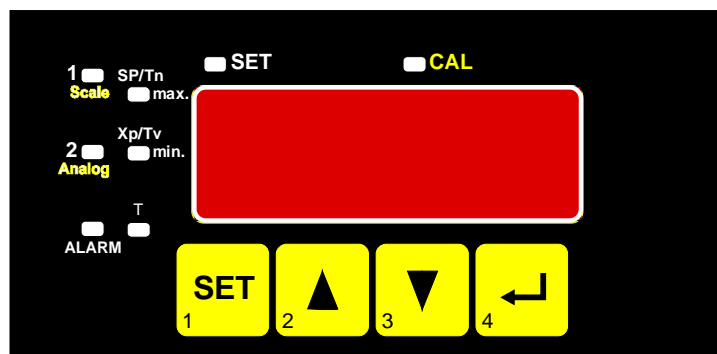 SET CAL
1 SP/Tn
Scale max.
Xp/Tv
2 min.
Analog
T
ALARM
SET
1 2 3 4